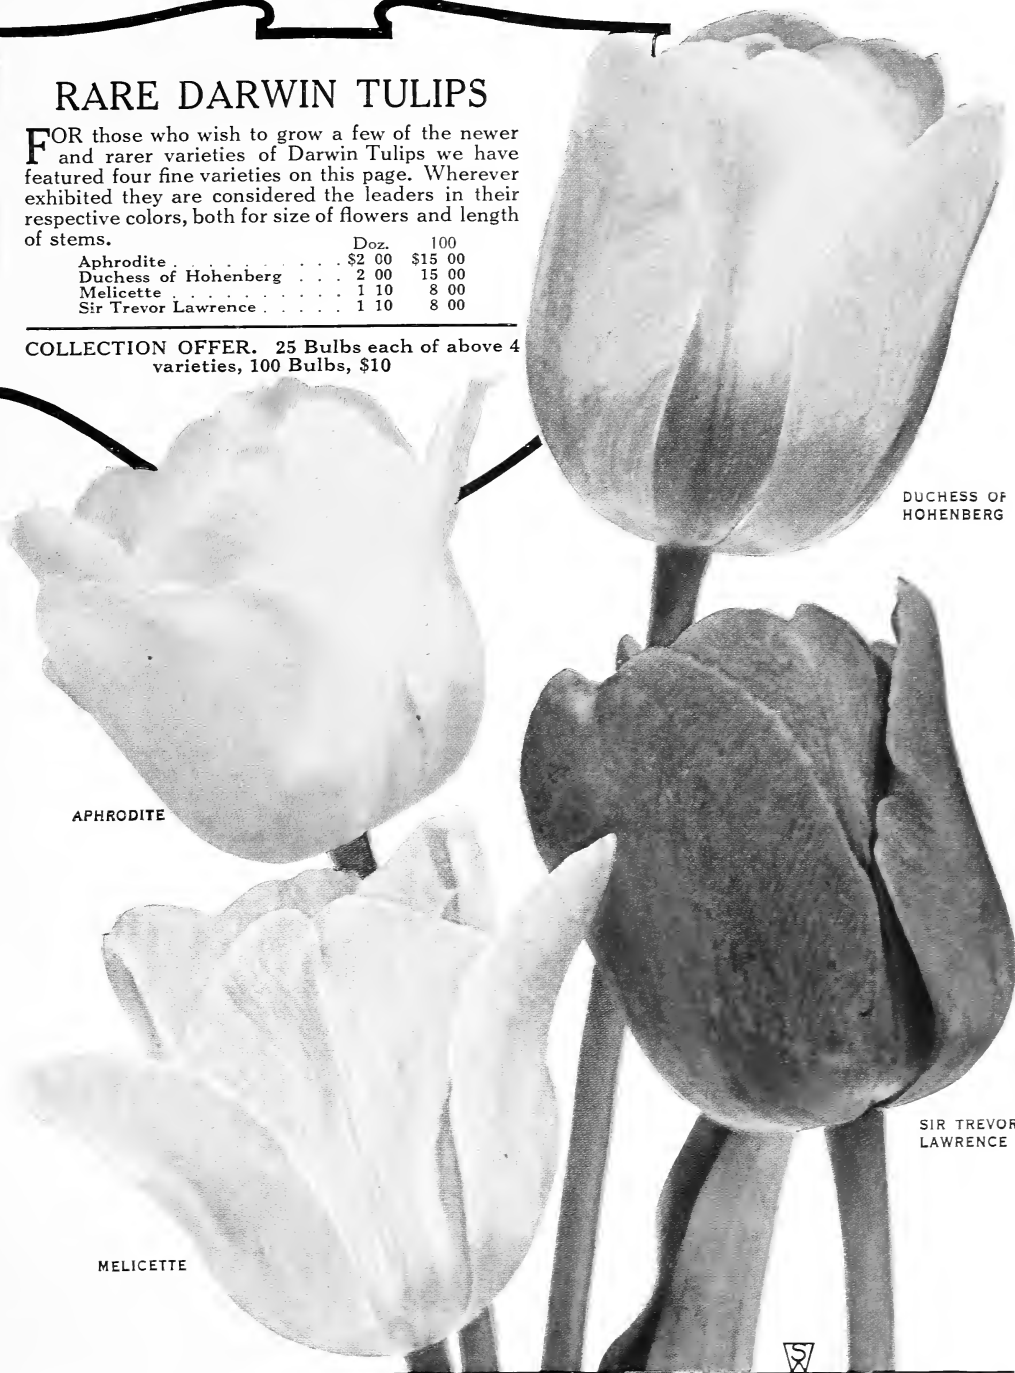 RARE DARWIN TULIPS
FOR those who wish to grow a few of the newer
and rarer varieties of Darwin Tulips we have
featured four fine varieties on this page. Wherever
exhibited they are considered the leaders in their
respective colors, both for size of flowers and length
of stems.
Doz. 100
Aphrodite . . . . . . . . . . $2 00 $15 00
Duchess of Hohenberg . . . 2 00 15 00
Melicette . . . . . . . . . . 1 10 8 00
Sir Trevor Lawrence . . . . . 1 10 8 00
COLLECTION OFFER. 25 Bulbs each of above 4
varieties, 100 Bulbs, $10
DUCHESS OF
HOHENBERG
APHRODITE
SIR TREVOR
LAWRENCE
MELICETTE